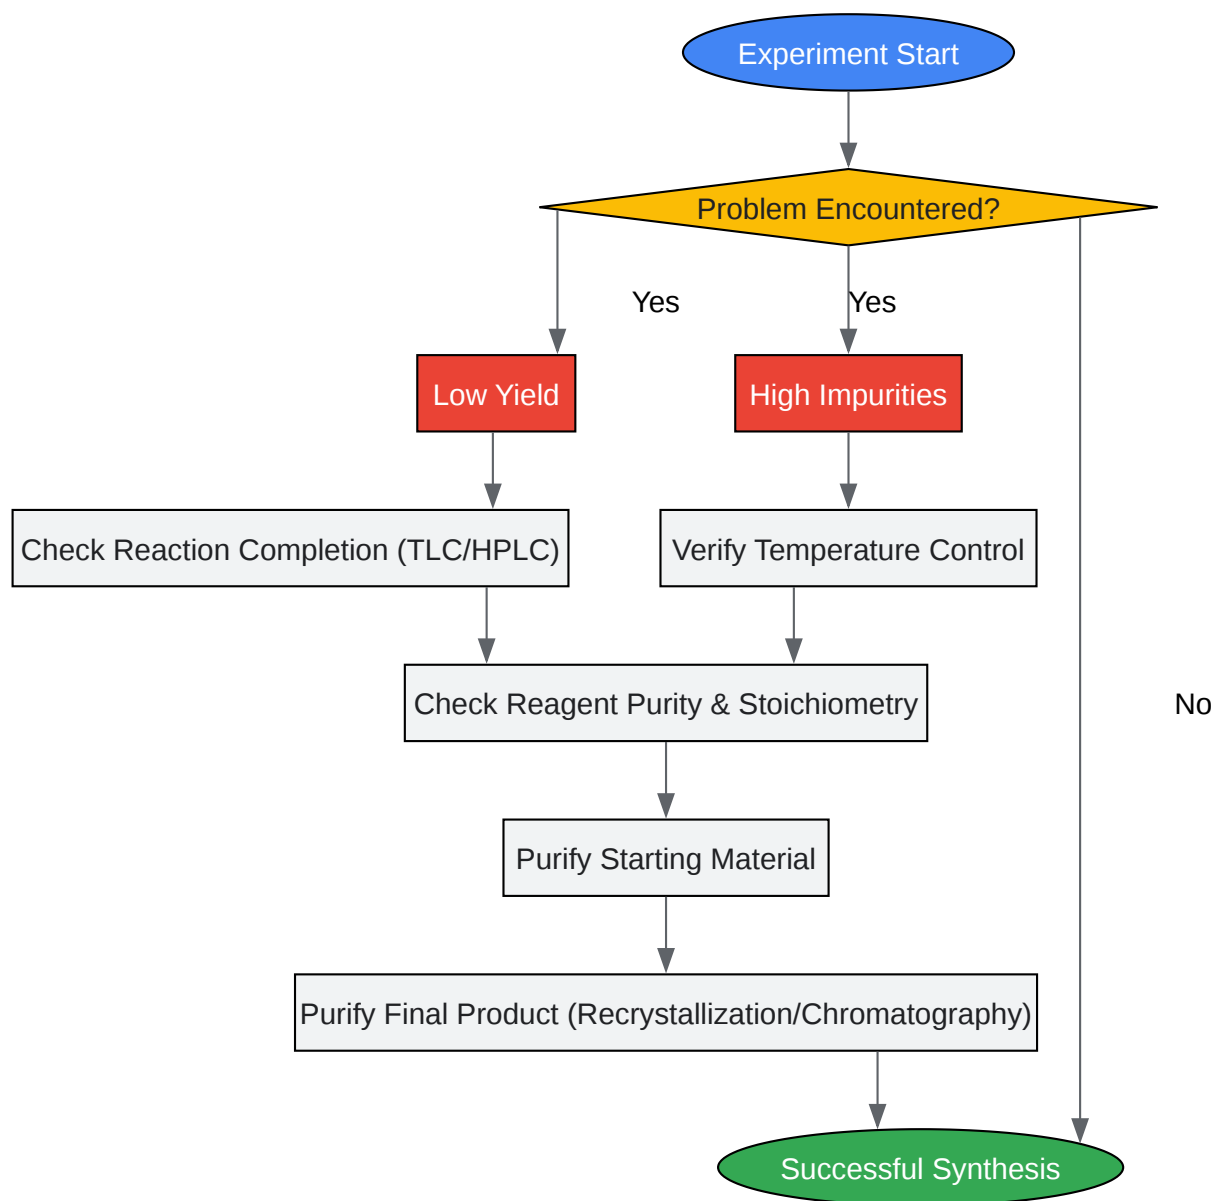 Experiment Start
Problem Encountered?
Yes
Yes
Low Yield
High Impurities
Check Reaction Completion (TLC/HPLC)
Verify Temperature Control
Check Reagent Purity & Stoichiometry
No
Purify Starting Material
Purify Final Product (Recrystallization/Chromatography)
Successful Synthesis